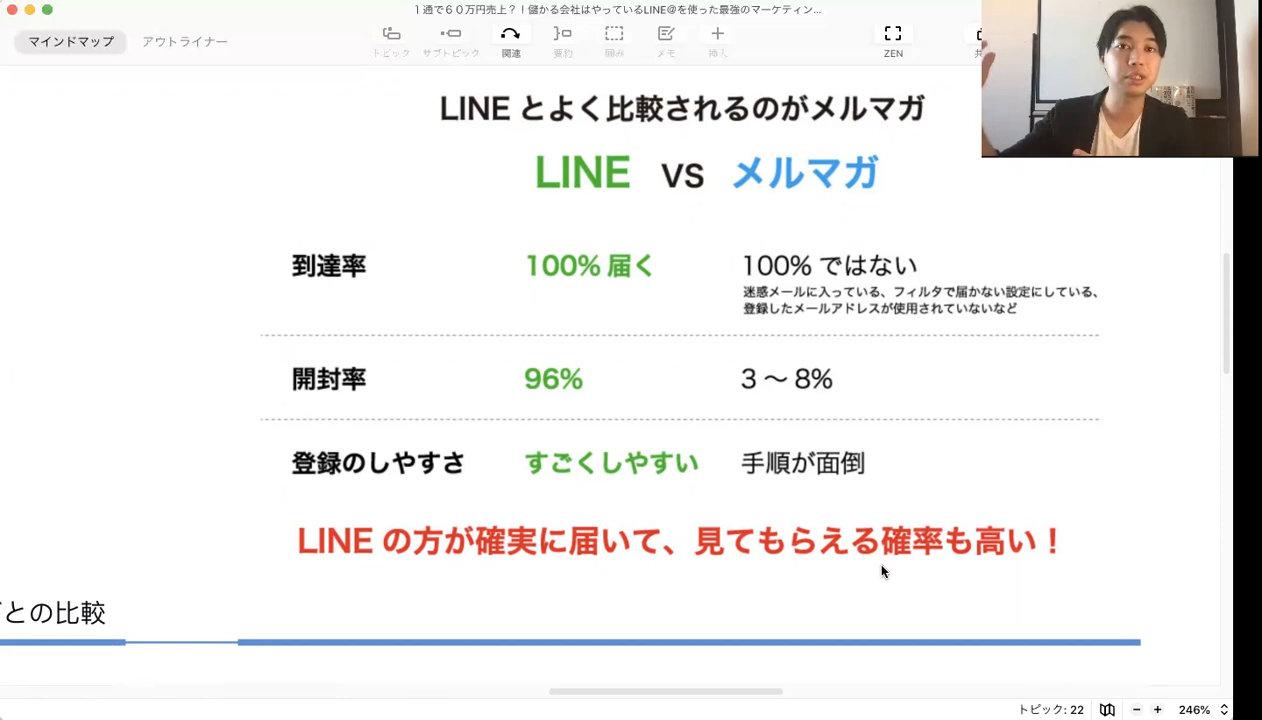 １通で６０万円売上？！儲かる会社はやっているLINE@を使った最強のマーケティン...
マインドマップ
アウトライナー
トピック
サブトピック
関連
要約
囲み
メモ
挿入
ZEN
LINE とよく比較されるのがメルマガ
LINE vs メルマガ
到達率 100% 届く 100% ではない
迷惑メールに入っている、フィルタで届かない設定にしている、
登録したメールアドレスが使用されていないなど
開封率 96% 3 〜 8%
登録のしやすさ すごくしやすい 手順が面倒
LINE の方が確実に届いて、見てもらえる確率も高い！
との比較
トピック: 22
246%